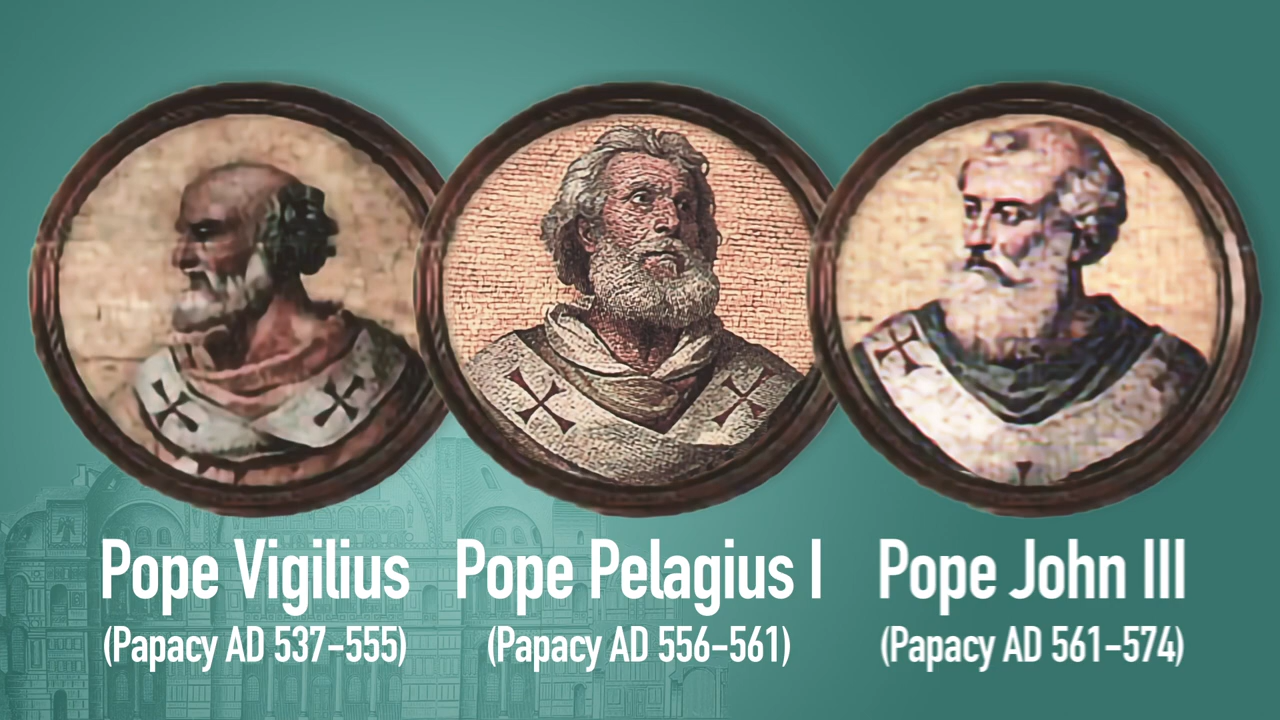 Pope Vigilius
(Papacy AD 537–555)
Pope Pelagius I
(Papacy AD 556–561)
Pope John III
(Papacy AD 561–574)